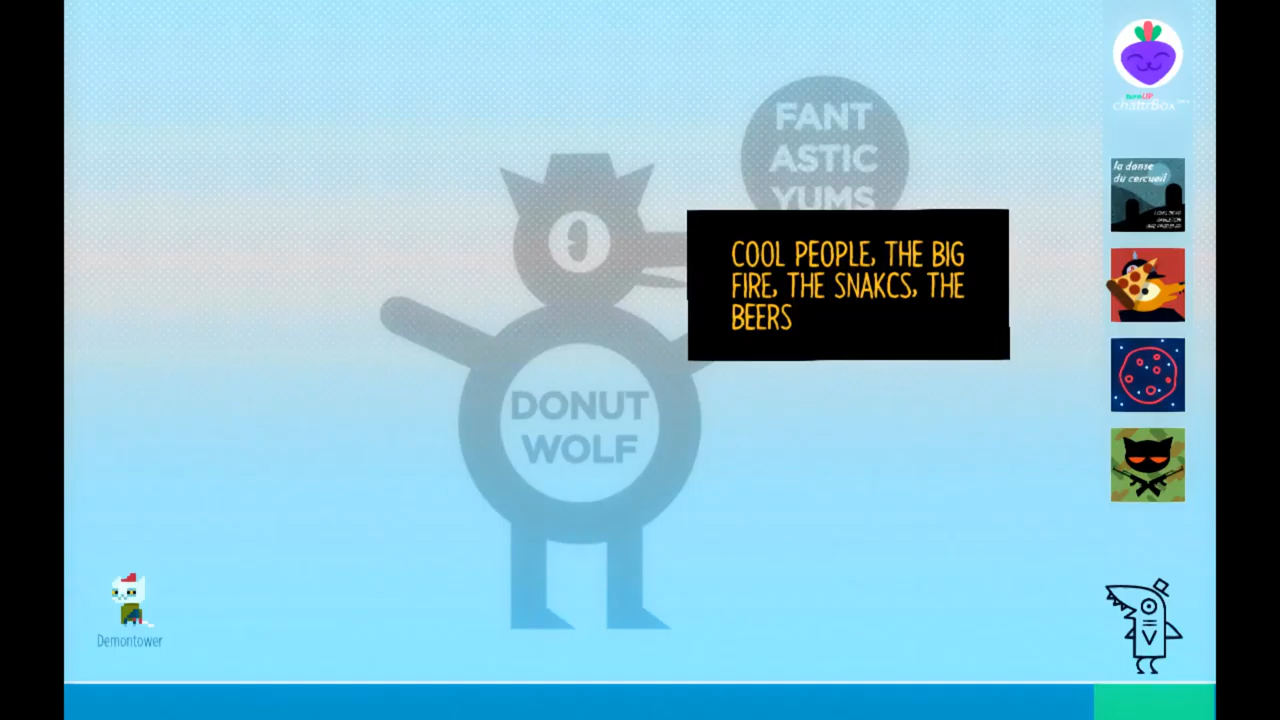 FANT
ASTIC
YUMS
COOL PEOPLE, THE BIG
FIRE, THE SNAKCS, THE
BEERS
DONUT
WOLF
chattrBox
la danse
du cercueil
Demontower